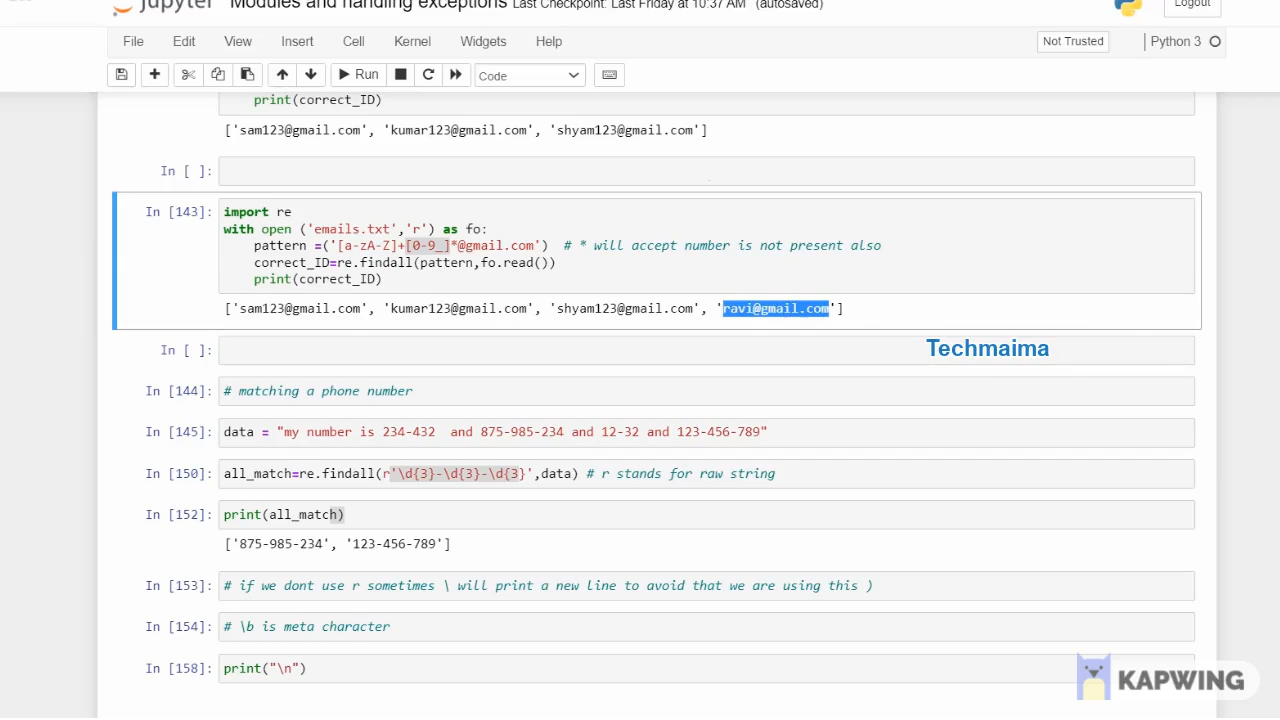 jupyter Modules and handling exceptions Last Checkpoint: Last Friday at 10:37 AM (autosaved) Logout
File Edit View Insert Cell Kernel Widgets Help Not Trusted Python 3
Run Code
print(correct_ID)
['sam123@gmail.com', 'kumar123@gmail.com', 'shyam123@gmail.com']
In [ ]:
In [143]: import re
with open ('emails.txt','r') as fo:
pattern =('[a-zA-Z]+[0-9_]*@gmail.com') # * will accept number is not present also
correct_ID=re.findall(pattern,fo.read())
print(correct_ID)
['sam123@gmail.com', 'kumar123@gmail.com', 'shyam123@gmail.com', 'ravi@gmail.com']
In [ ]:
Techmaima
In [144]: # matching a phone number
In [145]: data = "my number is 234-432  and 875-985-234 and 12-32 and 123-456-789"
In [150]: all_match=re.findall(r'\d{3}-\d{3}-\d{3}',data) # r stands for raw string
In [152]: print(all_match)
['875-985-234', '123-456-789']
In [153]: # if we dont use r sometimes \ will print a new line to avoid that we are using this )
In [154]: # \b is meta character
In [158]: print("\n")
KAPWING